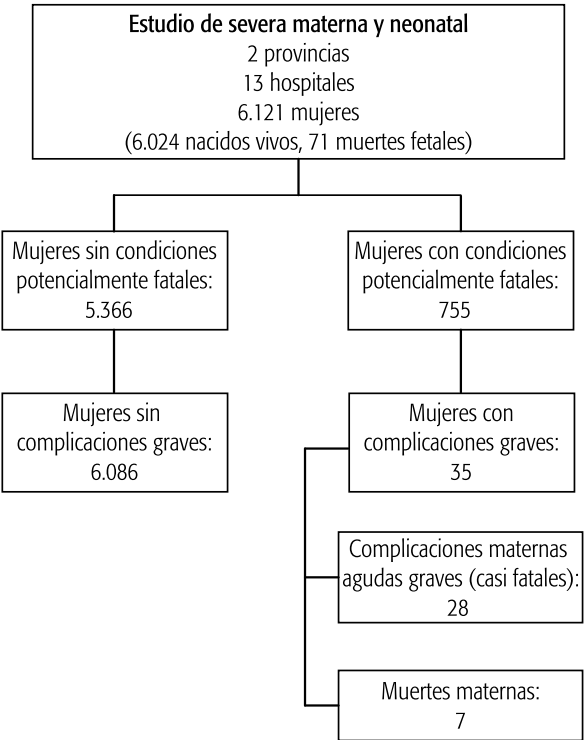 Estudio de severa materna y neonatal
2 provincias
13 hospitales
6.121 mujeres
(6.024 nacidos vivos, 71 muertes fetales)
Mujeres sin condiciones
potencialmente fatales:
5.366
Mujeres con condiciones
potencialmente fatales:
755
Mujeres sin
complicaciones graves:
6.086
Mujeres con
complicaciones graves:
35
Complicaciones maternas
agudas graves (casi fatales):
28
Muertes maternas:
7